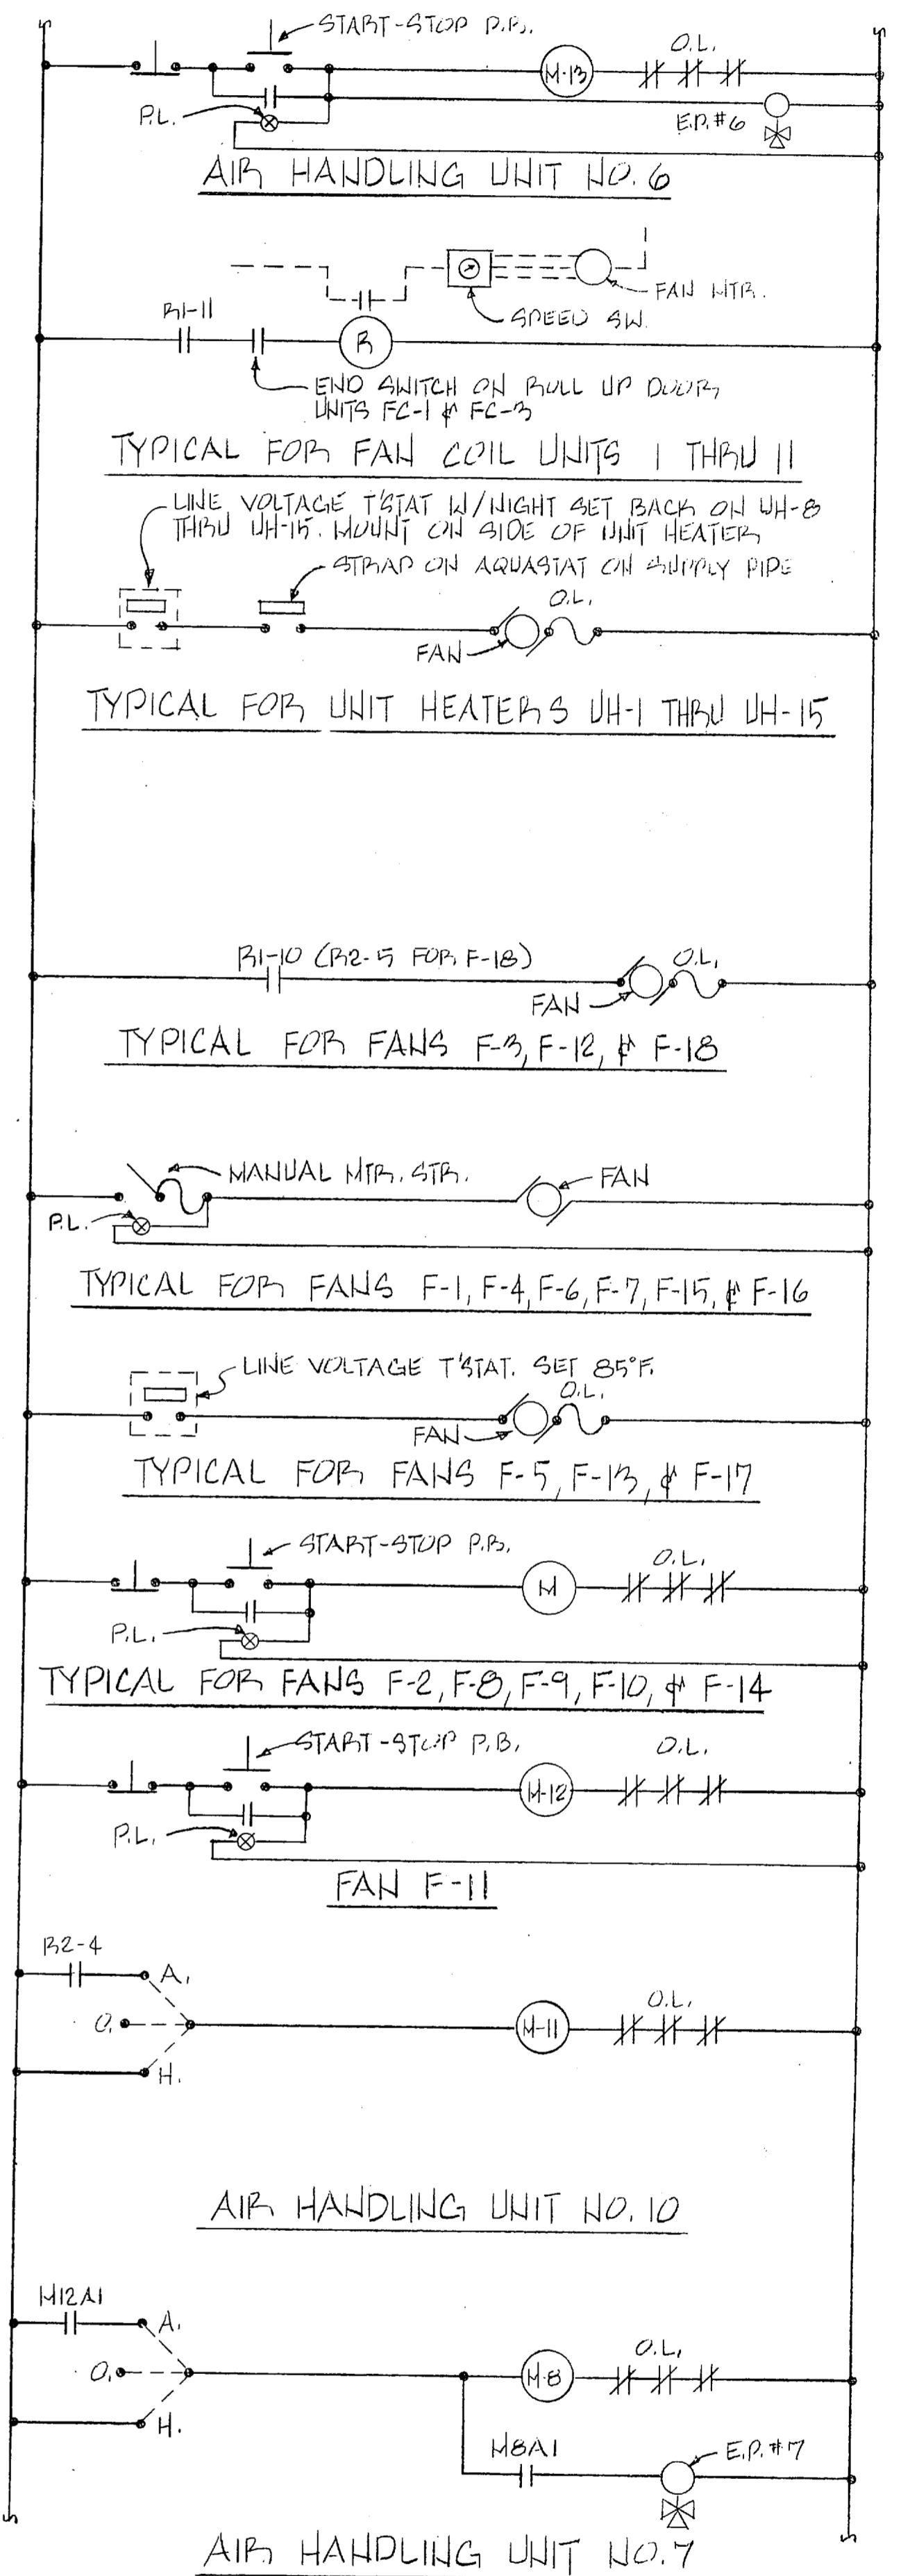 START-STOP P.B.
O.L.
M-13
P.L.
E.P.#6
AIR HANDLING UNIT NO. 6
FAN MTR.
R1-11
SPEED SW.
R
END SWITCH ON ROLL UP DOOR,
UNITS FC-1 & FC-3
TYPICAL FOR FAN COIL UNITS 1 THRU 11
LINE VOLTAGE T'STAT W/NIGHT SET BACK ON UH-8
THRU UH-15. MOUNT ON SIDE OF UNIT HEATER
STRAP ON AQUASTAT ON SUPPLY PIPE
O.L.
FAN
TYPICAL FOR UNIT HEATERS UH-1 THRU UH-15
R1-10 (R2-5 FOR F-18)
O.L.
FAN
TYPICAL FOR FANS F-3, F-12, & F-18
MANUAL MTR. STR.
FAN
P.L.
TYPICAL FOR FANS F-1, F-4, F-6, F-7, F-15, & F-16
LINE VOLTAGE T'STAT. SET 85°F.
O.L.
FAN
TYPICAL FOR FANS F-5, F-13, & F-17
START-STOP P.B.
O.L.
M
P.L.
TYPICAL FOR FANS F-2, F-8, F-9, F-10, & F-14
START-STOP P.B.
O.L.
M-12
P.L.
FAN F-11
R2-4
A.
O.L.
O.
M-11
H.
AIR HANDLING UNIT NO. 10
M12A1
A.
O.L.
O.
M-8
H.
M8A1
E.P.#7
AIR HANDLING UNIT NO. 7